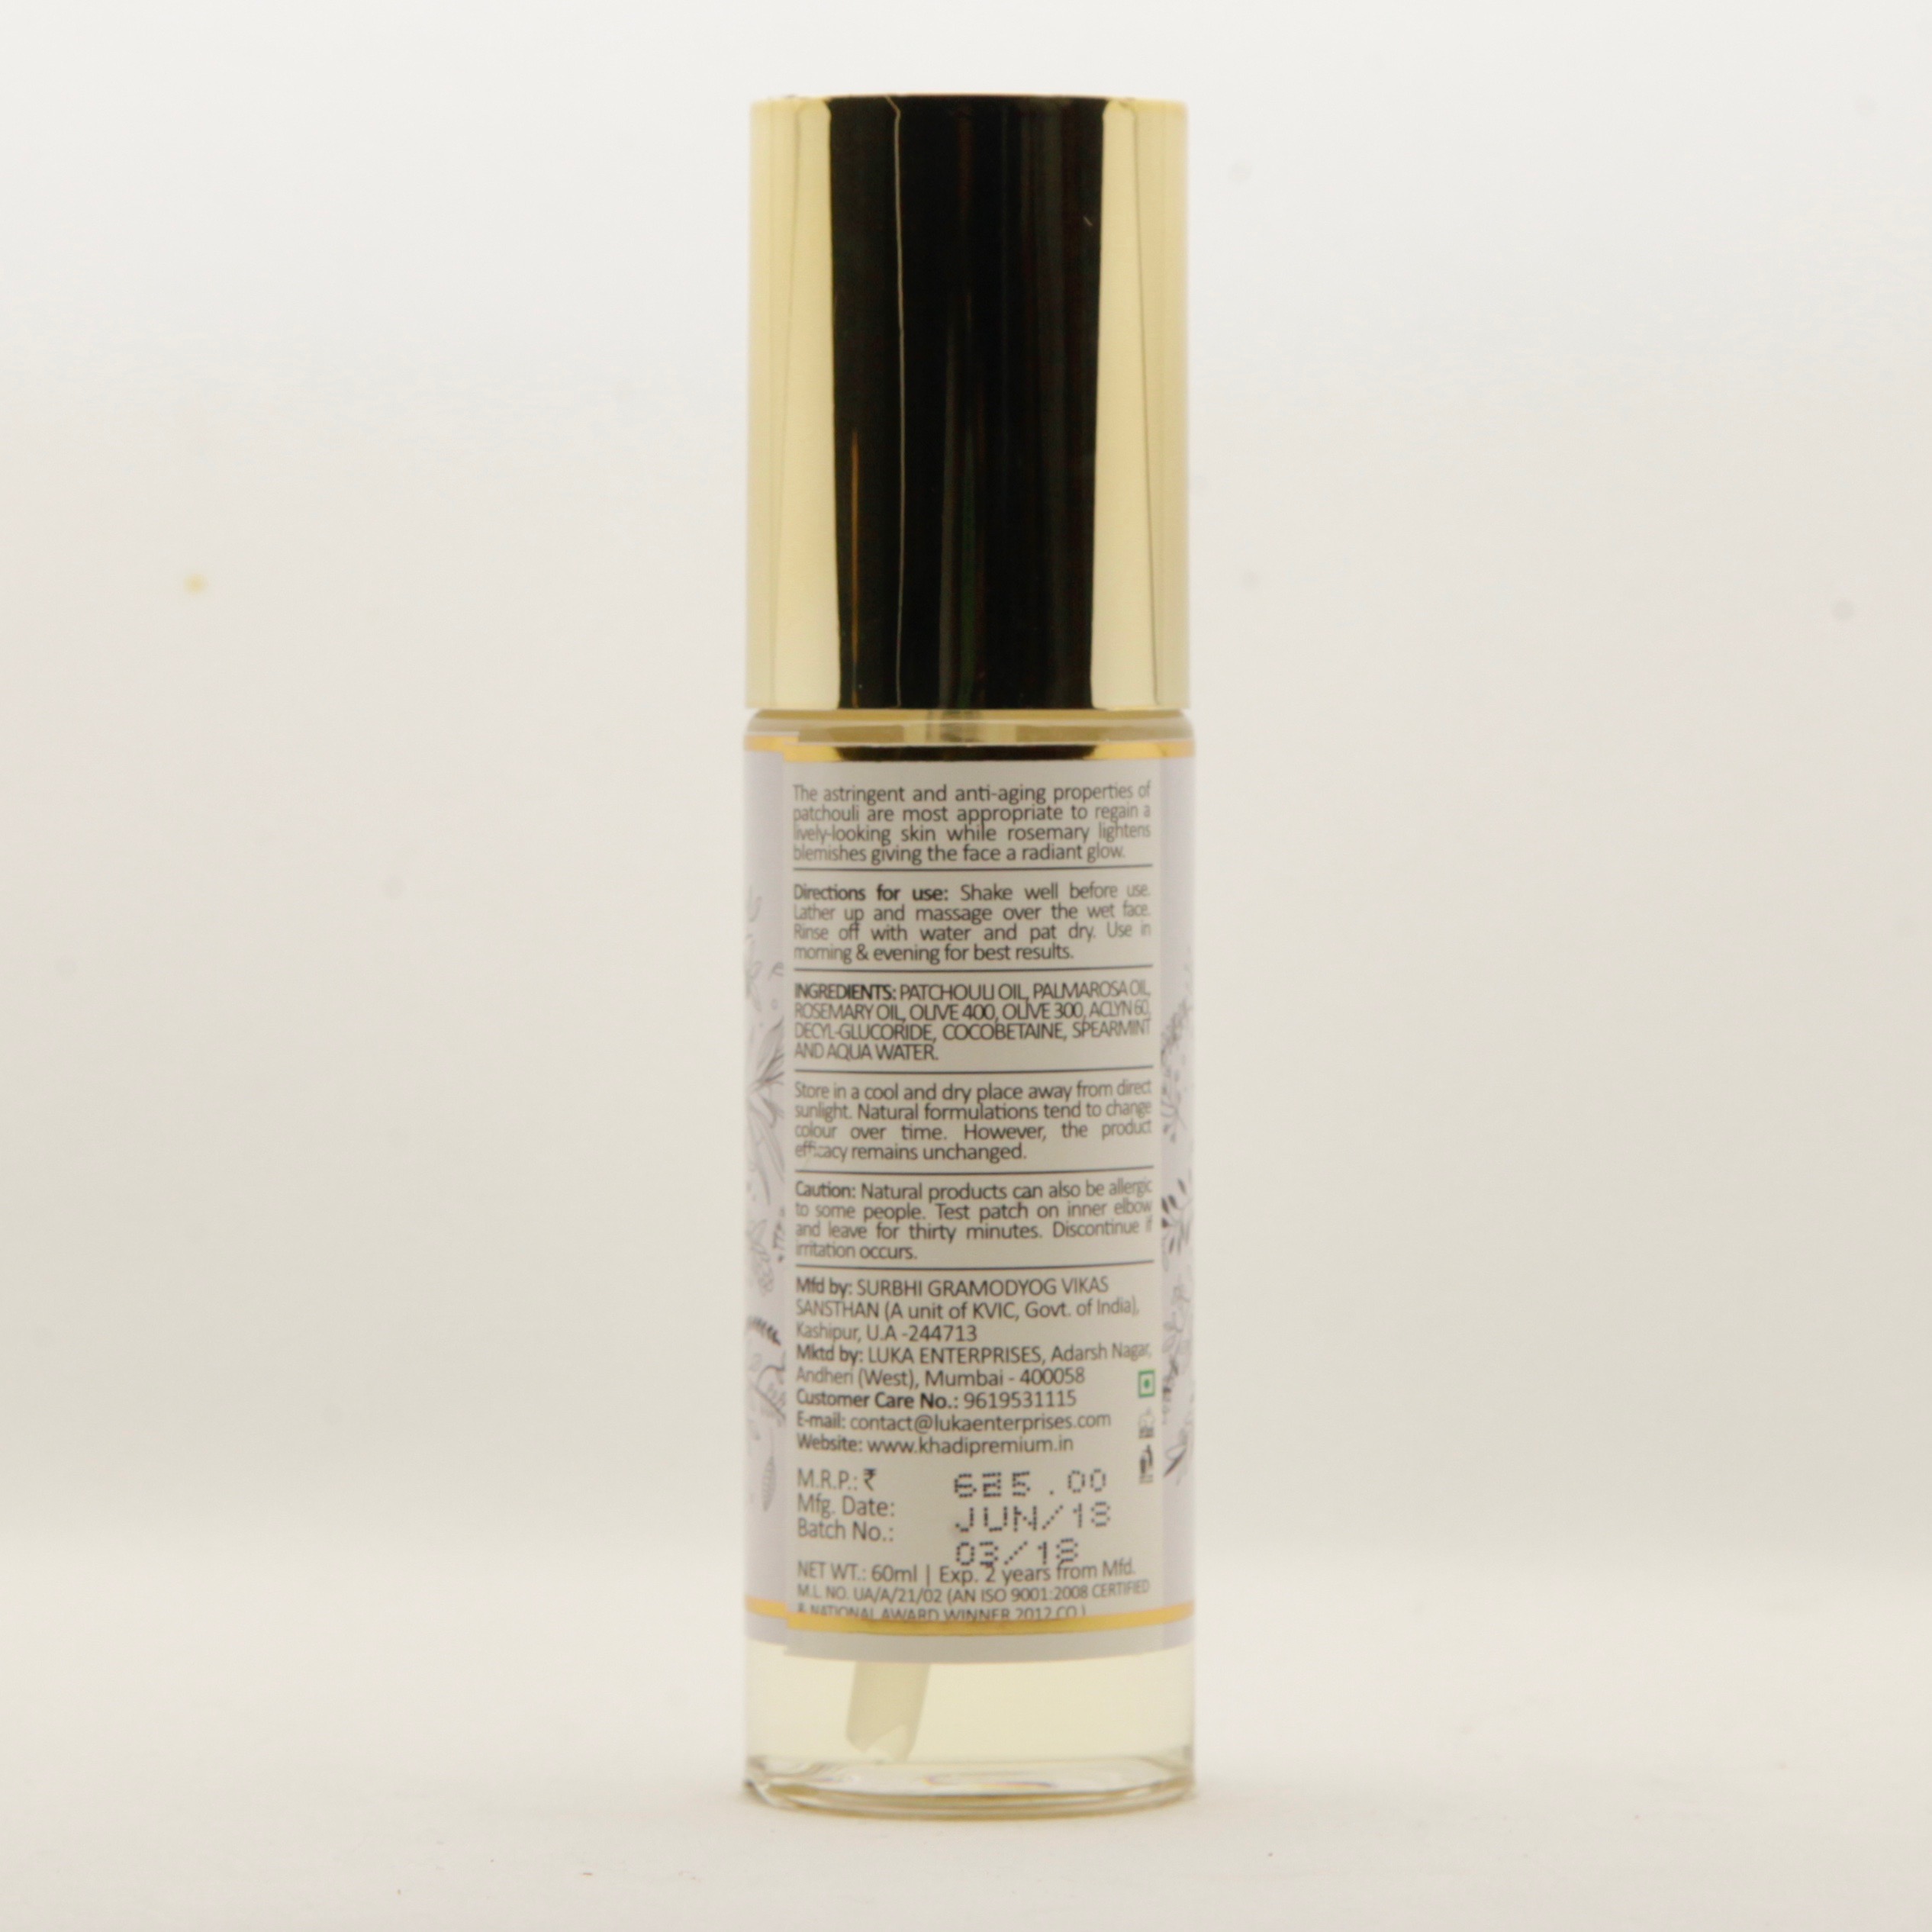 The astringent and anti-aging properties of
patchouli are most appropriate to regain a
lively-looking skin while rosemary lightens
blemishes giving the face a radiant glow.
Directions for use: Shake well before use.
Lather up and massage over the wet face.
Rinse off with water and pat dry. Use in
morning & evening for best results.
INGREDIENTS: PATCHOULI OIL, PALMAROSA OIL,
ROSEMARY OIL, OLIVE 400, OLIVE 300, ACLYN 60,
DECYL-GLUCORIDE, COCOBETAINE, SPEARMINT
AND AQUA WATER.
Store in a cool and dry place away from direct
sunlight. Natural formulations tend to change
colour over time. However, the product
efficacy remains unchanged.
Caution: Natural products can also be allergic
to some people. Test patch on inner elbow
and leave for thirty minutes. Discontinue if
irritation occurs.
Mfd by: SURBHI GRAMODYOG VIKAS
SANSTHAN (A unit of KVIC, Govt. of India),
Kashipur, U.A -244713
Mktd by: LUKA ENTERPRISES, Adarsh Nagar,
Andheri (West), Mumbai - 400058
Customer Care No.: 9619531115
E-mail: contact@lukaenterprises.com
Website: www.khadipremium.in
M.R.P.: ₹ .00
Mfg. Date: JUN/18
Batch No.: 03/18
NET WT.: 60ml | Exp. 2 years from Mfd.
M.L. NO. UA/A/21/02 (AN ISO 9001:2008 CERTIFIED
& NATIONAL AWARD WINNER 2012 CO.)